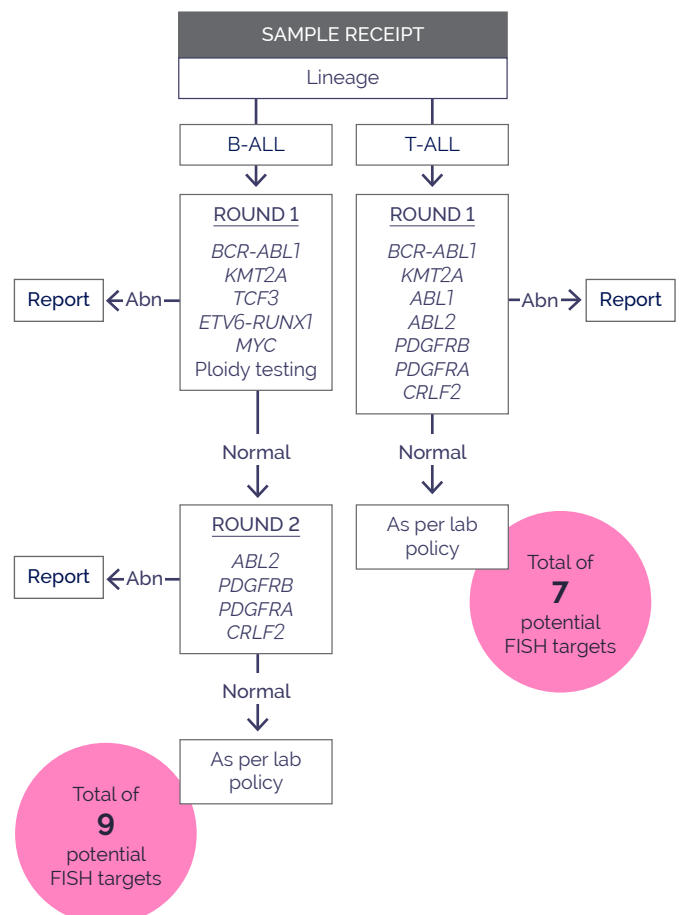 SAMPLE RECEIPT
Lineage
B-ALL
T-ALL
ROUND 1
BCR-ABL1
KMT2A
TCF3
ETV6-RUNX1
MYC
Ploidy testing
Abn
Report
Normal
ROUND 2
ABL2
PDGFRB
PDGFRA
CRLF2
Abn
Report
Normal
As per lab
policy
Total of
9
potential
FISH targets
ROUND 1
BCR-ABL1
KMT2A
ABL1
ABL2
PDGFRB
PDGFRA
CRLF2
Abn
Report
Normal
As per lab
policy
Total of
7
potential
FISH targets